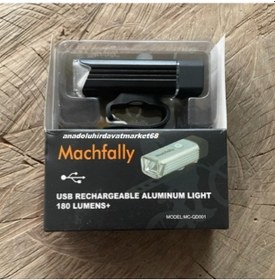 anadoluhirdavatmarket68
Machfally
USB RECHARGEABLE ALUMINUM LIGHT
180 LUMENS+
MODEL:MC-QD001